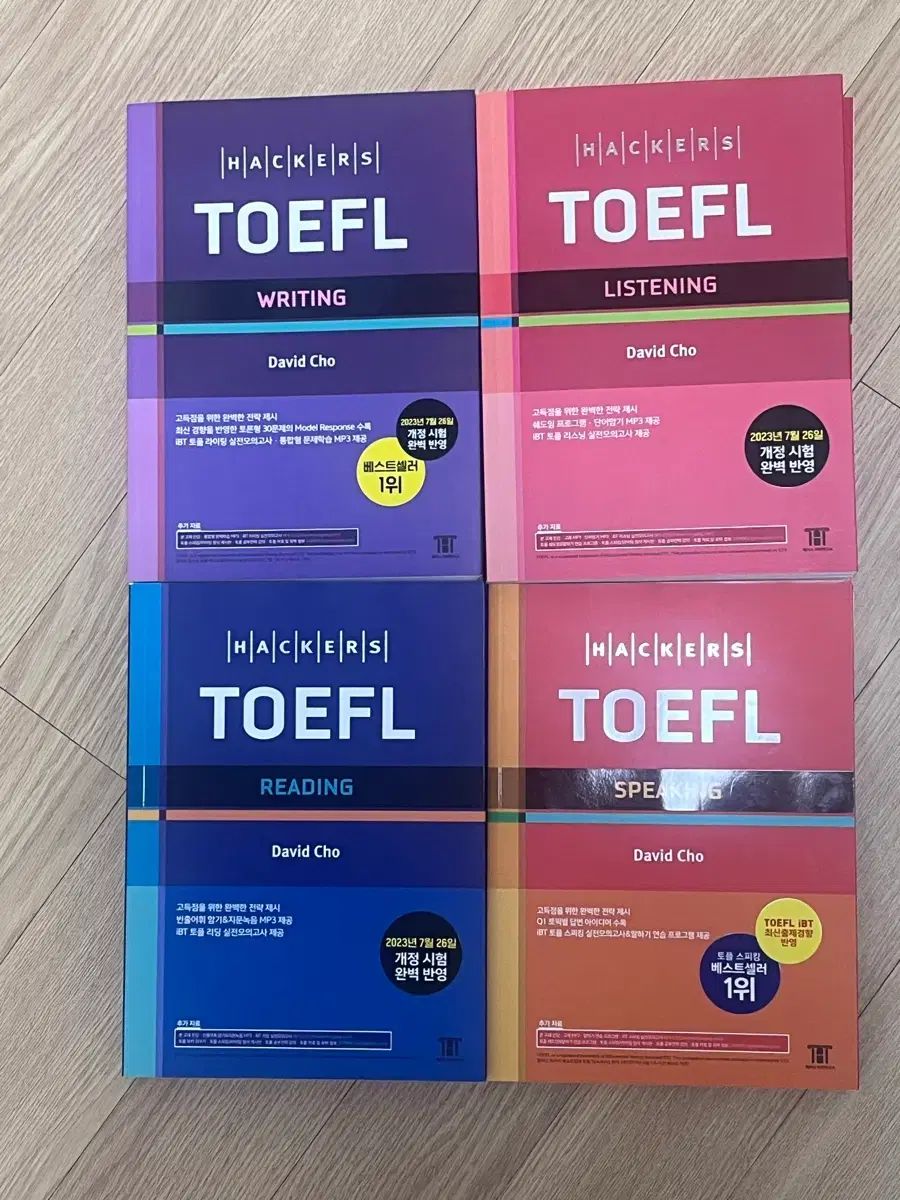 HACKERS
TOEFL
WRITING
David Cho
고득점을 위한 완벽한 전략 제시
최신 경향을 반영한 토론형 30문제의 Model Response 수록
iBT 토플 라이팅 실전모의고사 · 통합형 문제학습 MP3 제공
2023년 7월 26일
개정 시험
완벽 반영
베스트셀러
1위
추가 자료
HACKERS
TOEFL
LISTENING
David Cho
고득점을 위한 완벽한 전략 제시
쉐도잉 프로그램 · 단어암기 MP3 제공
iBT 토플 리스닝 실전모의고사 제공
2023년 7월 26일
개정 시험
완벽 반영
추가 자료
HACKERS
TOEFL
READING
David Cho
고득점을 위한 완벽한 전략 제시
빈출어휘 암기&지문녹음 MP3 제공
iBT 토플 리딩 실전모의고사 제공
2023년 7월 26일
개정 시험
완벽 반영
추가 자료
HACKERS
TOEFL
SPEAKING
David Cho
고득점을 위한 완벽한 전략 제시
Q1 토픽별 답변 아이디어 수록
iBT 토플 스피킹 실전모의고사&말하기 연습 프로그램 제공
TOEFL iBT
최신출제경향
반영
토플 스피킹
베스트셀러
1위
추가 자료